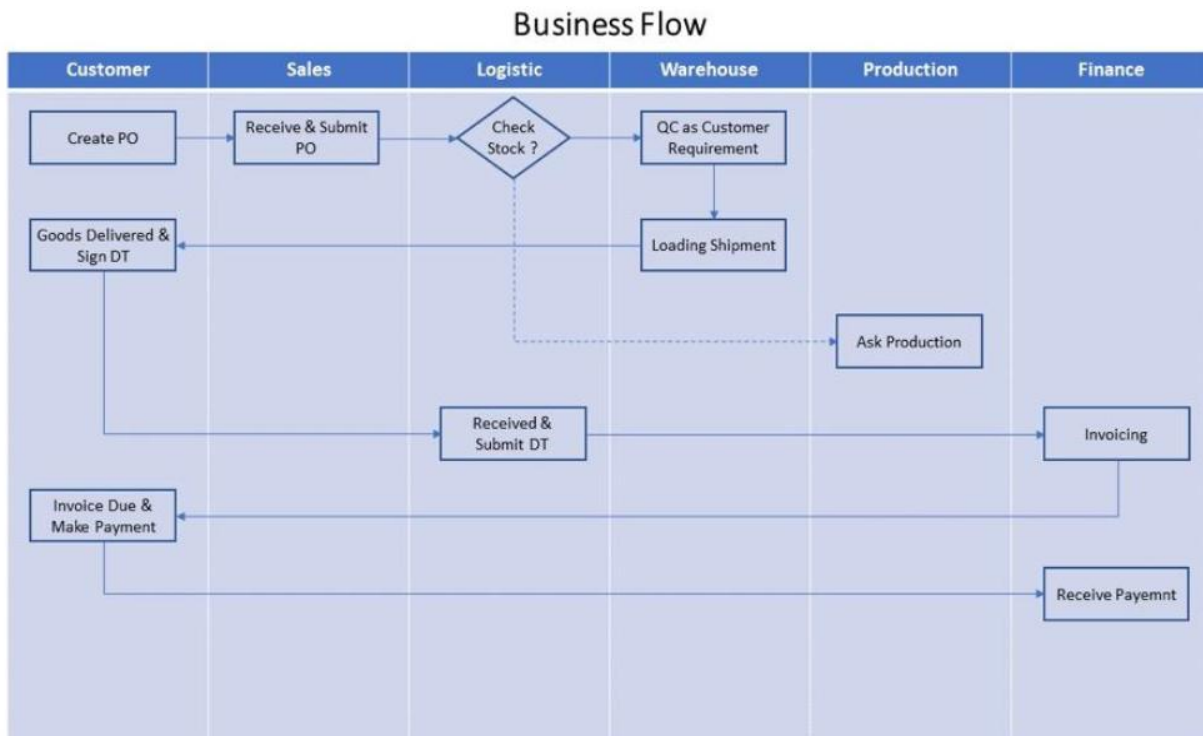 Business Flow
Customer
Sales
Logistic
Warehouse
Production
Finance
Create PO
Receive & Submit
PO
Check
Stock ?
QC as Customer
Requirement
Goods Delivered &
Sign DT
Loading Shipment
Ask Production
Received &
Submit DT
Invoicing
Invoice Due &
Make Payment
Receive Payemnt